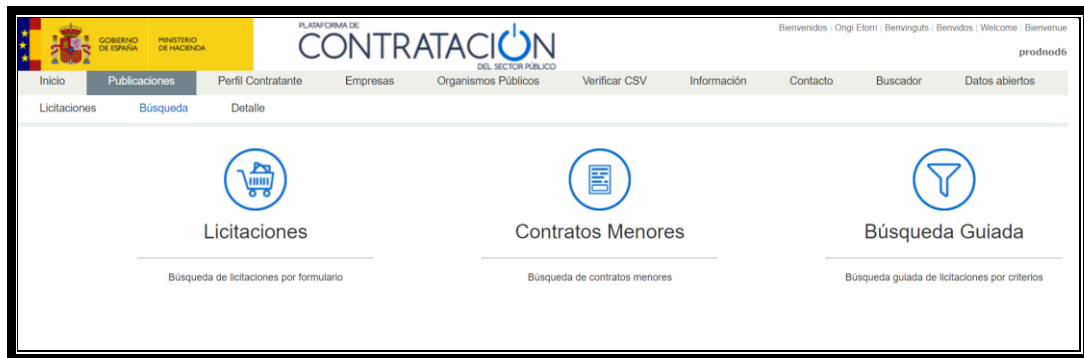 GOBIERNO DE ESPAÑA
MINISTERIO DE HACIENDA
PLATAFORMA DE
CONTRATACIÓN
DEL SECTOR PÚBLICO
Bienvenidos | Ongi Etorri | Benvinguts | Benvidos | Welcome | Bienvenue
prodnod6
Inicio Publicaciones Perfil Contratante Empresas Organismos Públicos Verificar CSV Información Contacto Buscador Datos abiertos
Licitaciones Búsqueda Detalle
Licitaciones Contratos Menores Búsqueda Guiada
Búsqueda de licitaciones por formulario Búsqueda de contratos menores Búsqueda guiada de licitaciones por criterios